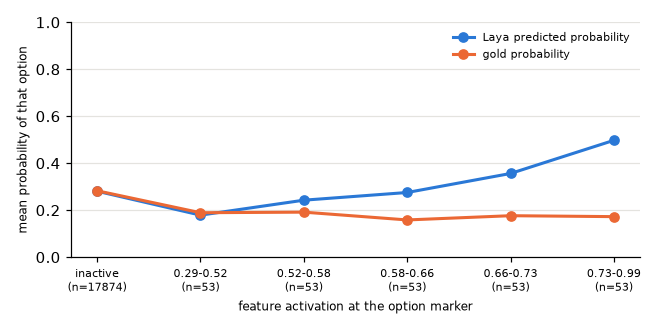 1.0
0.8
0.6
0.4
0.2
0.0
mean probability of that option
Laya predicted probability
gold probability
inactive
(n=17874)
0.29-0.52
(n=53)
0.52-0.58
(n=53)
0.58-0.66
(n=53)
0.66-0.73
(n=53)
0.73-0.99
(n=53)
feature activation at the option marker